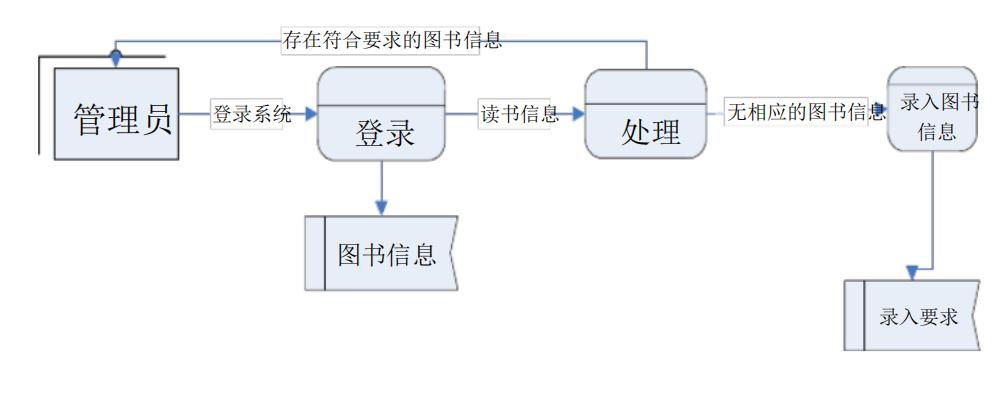 存在符合要求的图书信息
管理员
登录系统
登录
读书信息
处理
无相应的图书信息
录入图书
信息
图书信息
录入要求